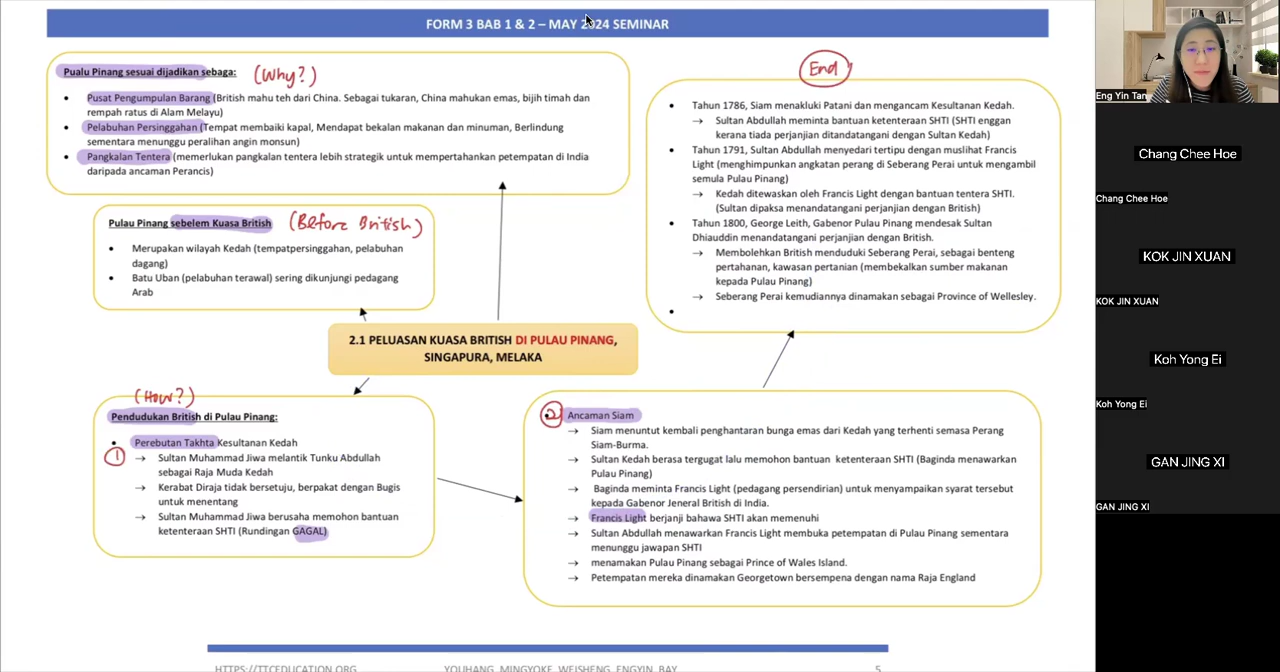 FORM 3 BAB 1 & 2 – MAY 2024 SEMINAR
Pualu Pinang sesuai dijadikan sebaga: (Why?)
• Pusat Pengumpulan Barang (British mahu teh dari China. Sebagai tukaran, China mahukan emas, bijih timah dan
rempah ratus di Alam Melayu)
• Pelabuhan Persinggahan (Tempat membaiki kapal, Mendapat bekalan makanan dan minuman, Berlindung
sementara menunggu peralihan angin monsun)
• Pangkalan Tentera (memerlukan pangkalan tentera lebih strategik untuk mempertahankan petempatan di India
daripada ancaman Perancis)
Pulau Pinang sebelem Kuasa British (Before British)
• Merupakan wilayah Kedah (tempatpersinggahan, pelabuhan
dagang)
• Batu Uban (pelabuhan terawal) sering dikunjungi pedagang
Arab
2.1 PELUASAN KUASA BRITISH DI PULAU PINANG,
SINGAPURA, MELAKA
(How?)
Pendudukan British di Pulau Pinang:
• Perebutan Takhta Kesultanan Kedah
1
→ Sultan Muhammad Jiwa melantik Tunku Abdullah
sebagai Raja Muda Kedah
→ Kerabat Diraja tidak bersetuju, berpakat dengan Bugis
untuk menentang
→ Sultan Muhammad Jiwa berusaha memohon bantuan
ketenteraan SHTI (Rundingan GAGAL)
2 • Ancaman Siam
→ Siam menuntut kembali penghantaran bunga emas dari Kedah yang terhenti semasa Perang
Siam-Burma.
→ Sultan Kedah berasa tergugat lalu memohon bantuan ketenteraan SHTI (Baginda menawarkan
Pulau Pinang)
→ Baginda meminta Francis Light (pedagang persendirian) untuk menyampaikan syarat tersebut
kepada Gabenor Jeneral British di India.
→ Francis Light berjanji bahawa SHTI akan memenuhi
→ Sultan Abdullah menawarkan Francis Light membuka petempatan di Pulau Pinang sementara
menunggu jawapan SHTI
→ menamakan Pulau Pinang sebagai Prince of Wales Island.
→ Petempatan mereka dinamakan Georgetown bersempena dengan nama Raja England
End
• Tahun 1786, Siam menakluki Patani dan mengancam Kesultanan Kedah.
→ Sultan Abdullah meminta bantuan ketenteraan SHTI (SHTI enggan
kerana tiada perjanjian ditandatangani dengan Sultan Kedah)
• Tahun 1791, Sultan Abdullah menyedari tertipu dengan muslihat Francis
Light (menghimpunkan angkatan perang di Seberang Perai untuk mengambil
semula Pulau Pinang)
→ Kedah ditewaskan oleh Francis Light dengan bantuan tentera SHTI.
(Sultan dipaksa menandatangani perjanjian dengan British)
• Tahun 1800, George Leith, Gabenor Pulau Pinang mendesak Sultan
Dhiauddin menandatangani perjanjian dengan British.
→ Membolehkan British menduduki Seberang Perai, sebagai benteng
pertahanan, kawasan pertanian (membekalkan sumber makanan
kepada Pulau Pinang)
→ Seberang Perai kemudiannya dinamakan sebagai Province of Wellesley.
•
HTTPS://TTCEDUCATION.ORG YOUHANG, MINGYOKE, WEISHENG, ENGYIN, BAY 5
Eng Yin Tan
Chang Chee Hoe
Chang Chee Hoe
KOK JIN XUAN
KOK JIN XUAN
Koh Yong Ei
Koh Yong Ei
GAN JING XI
GAN JING XI